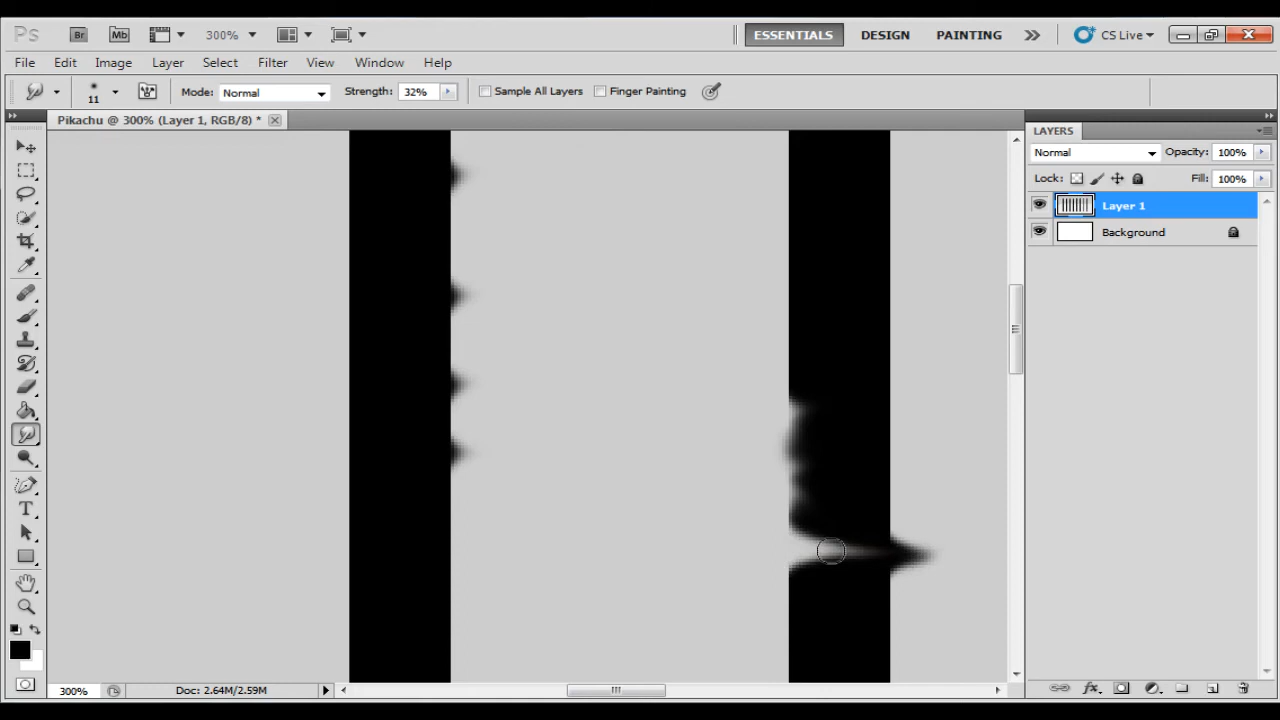 Ps Br Mb 300% ESSENTIALS DESIGN PAINTING CS Live
File Edit Image Layer Select Filter View Window Help
11 Mode: Normal Strength: 32% Sample All Layers Finger Painting
Pikachu @ 300% (Layer 1, RGB/8) *
LAYERS
Normal Opacity: 100%
Lock: Fill: 100%
Layer 1
Background
T
300% Doc: 2.64M/2.59M
fx